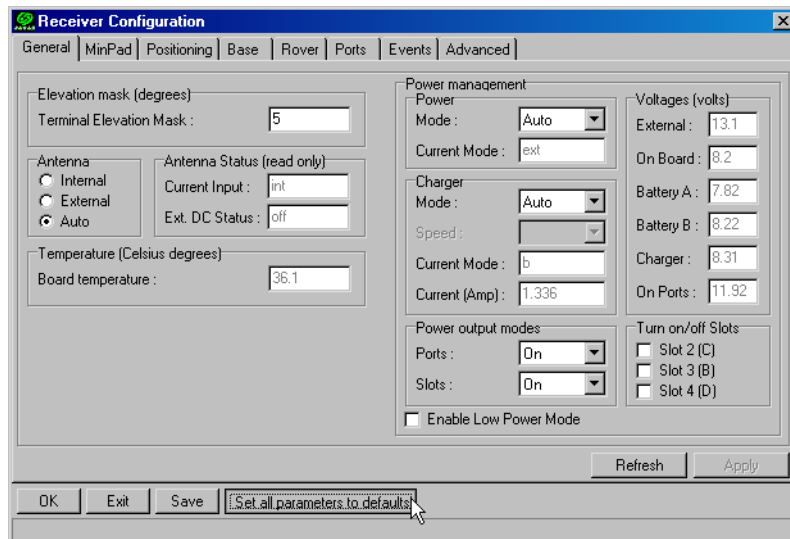 Receiver Configuration
General MinPad Positioning Base Rover Ports Events Advanced
Elevation mask (degrees)
Terminal Elevation Mask : 5
Antenna
Internal
External
Auto
Antenna Status (read only)
Current Input : int
Ext. DC Status : off
Temperature (Celsius degrees)
Board temperature : 36.1
Power management
Power
Mode : Auto
Current Mode : ext
Charger
Mode : Auto
Speed :
Current Mode : b
Current (Amp) : 1.336
Power output modes
Ports : On
Slots : On
Enable Low Power Mode
Voltages (volts)
External : 13.1
On Board : 8.2
Battery A : 7.82
Battery B : 8.22
Charger : 8.31
On Ports : 11.92
Turn on/off Slots
Slot 2 (C)
Slot 3 (B)
Slot 4 (D)
Refresh Apply
OK Exit Save Set all parameters to defaults